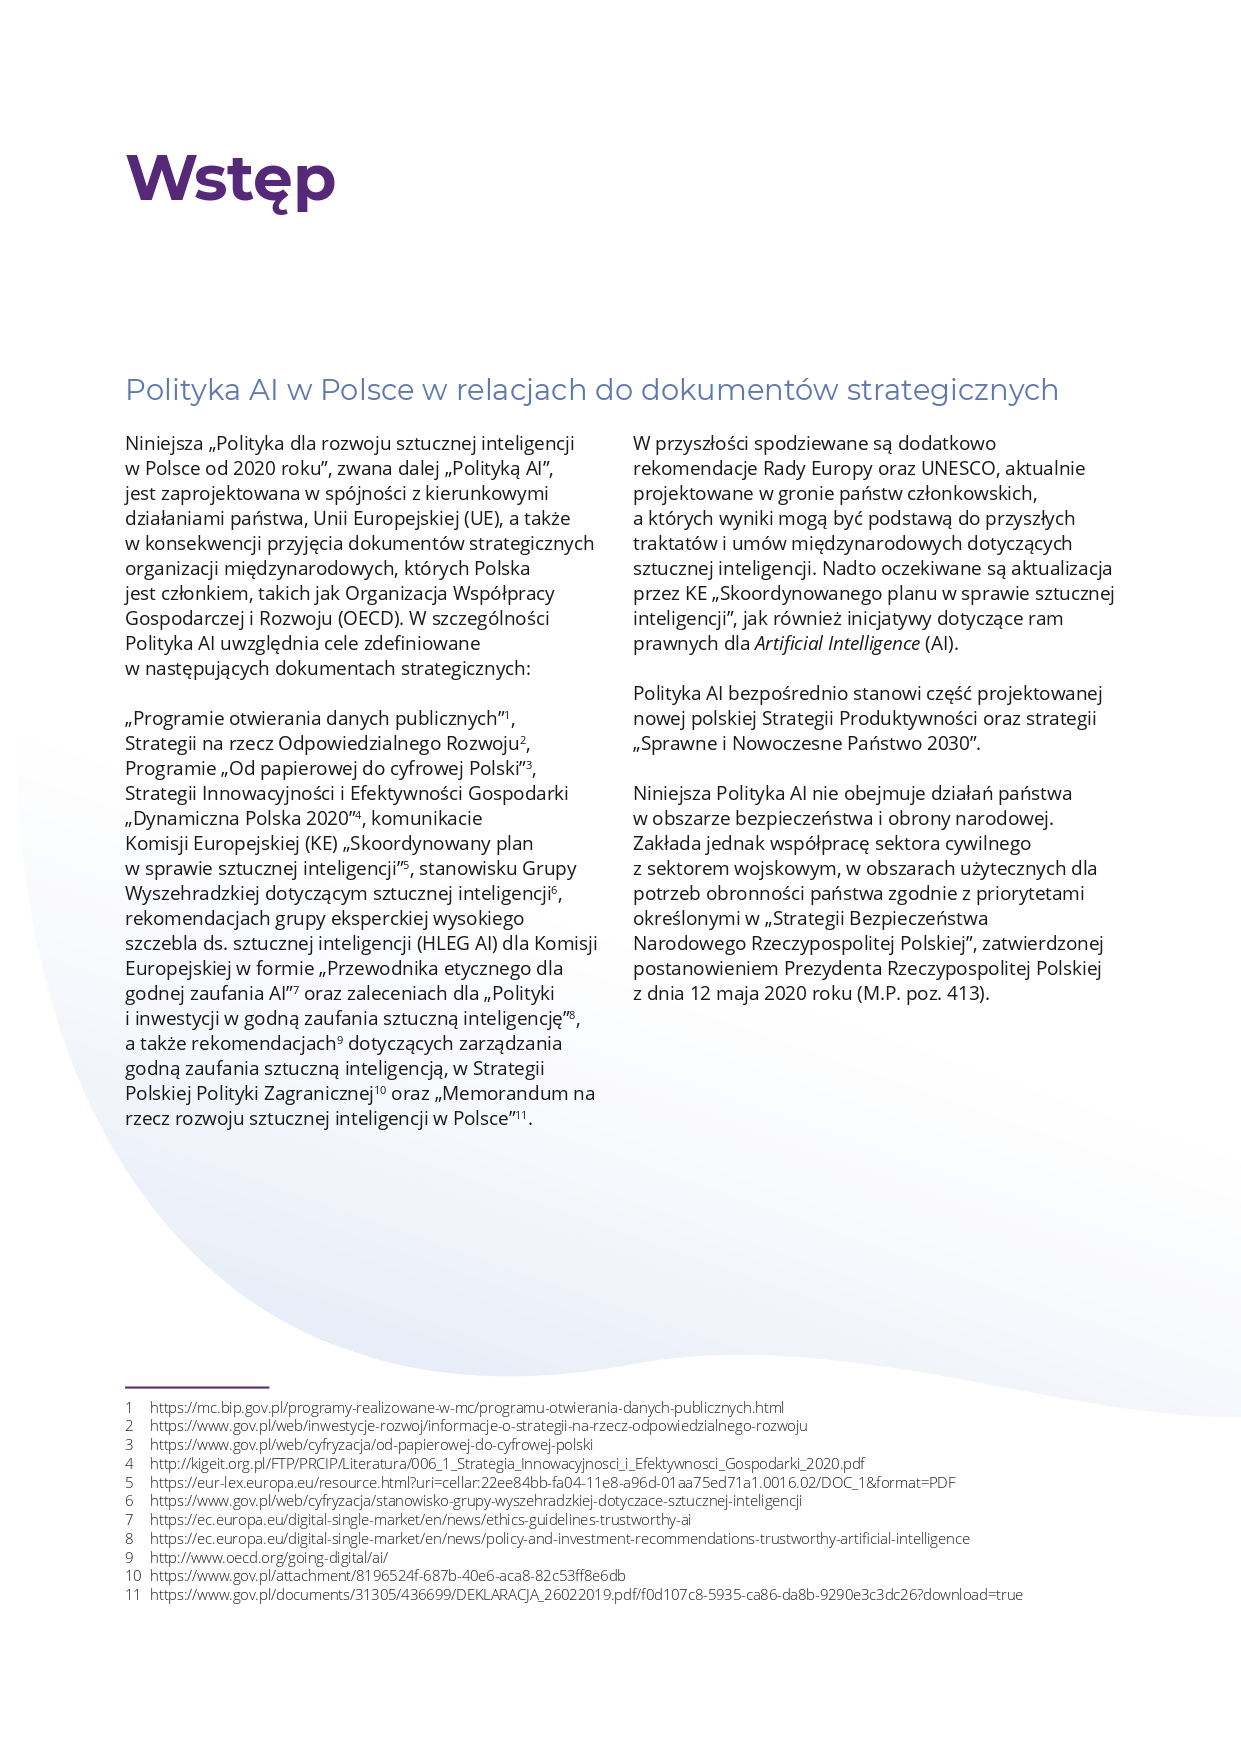 Wstęp
Polityka AI w Polsce w relacjach do dokumentów strategicznych
Niniejsza „Polityka dla rozwoju sztucznej inteligencji
w Polsce od 2020 roku”, zwana dalej „Polityką AI”,
jest zaprojektowana w spójności z kierunkowymi
działaniami państwa, Unii Europejskiej (UE), a także
w konsekwencji przyjęcia dokumentów strategicznych
organizacji międzynarodowych, których Polska
jest członkiem, takich jak Organizacja Współpracy
Gospodarczej i Rozwoju (OECD). W szczególności
Polityka AI uwzględnia cele zdefiniowane
w następujących dokumentach strategicznych:
„Programie otwierania danych publicznych”¹,
Strategii na rzecz Odpowiedzialnego Rozwoju²,
Programie „Od papierowej do cyfrowej Polski”³,
Strategii Innowacyjności i Efektywności Gospodarki
„Dynamiczna Polska 2020”⁴, komunikacie
Komisji Europejskiej (KE) „Skoordynowany plan
w sprawie sztucznej inteligencji”⁵, stanowisku Grupy
Wyszehradzkiej dotyczącym sztucznej inteligencji⁶,
rekomendacjach grupy eksperckiej wysokiego
szczebla ds. sztucznej inteligencji (HLEG AI) dla Komisji
Europejskiej w formie „Przewodnika etycznego dla
godnej zaufania AI”⁷ oraz zaleceniach dla „Polityki
i inwestycji w godną zaufania sztuczną inteligencję”⁸,
a także rekomendacjach⁹ dotyczących zarządzania
godną zaufania sztuczną inteligencją, w Strategii
Polskiej Polityki Zagranicznej¹⁰ oraz „Memorandum na
rzecz rozwoju sztucznej inteligencji w Polsce”¹¹.
W przyszłości spodziewane są dodatkowo
rekomendacje Rady Europy oraz UNESCO, aktualnie
projektowane w gronie państw członkowskich,
a których wyniki mogą być podstawą do przyszłych
traktatów i umów międzynarodowych dotyczących
sztucznej inteligencji. Nadto oczekiwane są aktualizacja
przez KE „Skoordynowanego planu w sprawie sztucznej
inteligencji”, jak również inicjatywy dotyczące ram
prawnych dla Artificial Intelligence (AI).
Polityka AI bezpośrednio stanowi część projektowanej
nowej polskiej Strategii Produktywności oraz strategii
„Sprawne i Nowoczesne Państwo 2030”.
Niniejsza Polityka AI nie obejmuje działań państwa
w obszarze bezpieczeństwa i obrony narodowej.
Zakłada jednak współpracę sektora cywilnego
z sektorem wojskowym, w obszarach użytecznych dla
potrzeb obronności państwa zgodnie z priorytetami
określonymi w „Strategii Bezpieczeństwa
Narodowego Rzeczypospolitej Polskiej”, zatwierdzonej
postanowieniem Prezydenta Rzeczypospolitej Polskiej
z dnia 12 maja 2020 roku (M.P. poz. 413).
1 https://mc.bip.gov.pl/programy-realizowane-w-mc/programu-otwierania-danych-publicznych.html
2 https://www.gov.pl/web/inwestycje-rozwoj/informacje-o-strategii-na-rzecz-odpowiedzialnego-rozwoju
3 https://www.gov.pl/web/cyfryzacja/od-papierowej-do-cyfrowej-polski
4 http://kigeit.org.pl/FTP/PRCIP/Literatura/006_1_Strategia_Innowacyjnosci_i_Efektywnosci_Gospodarki_2020.pdf
5 https://eur-lex.europa.eu/resource.html?uri=cellar:22ee84bb-fa04-11e8-a96d-01aa75ed71a1.0016.02/DOC_1&format=PDF
6 https://www.gov.pl/web/cyfryzacja/stanowisko-grupy-wyszehradzkiej-dotyczace-sztucznej-inteligencji
7 https://ec.europa.eu/digital-single-market/en/news/ethics-guidelines-trustworthy-ai
8 https://ec.europa.eu/digital-single-market/en/news/policy-and-investment-recommendations-trustworthy-artificial-intelligence
9 http://www.oecd.org/going-digital/ai/
10 https://www.gov.pl/attachment/8196524f-687b-40e6-aca8-82c53ff8e6db
11 https://www.gov.pl/documents/31305/436699/DEKLARACJA_26022019.pdf/f0d107c8-5935-ca86-da8b-9290e3c3dc26?download=true